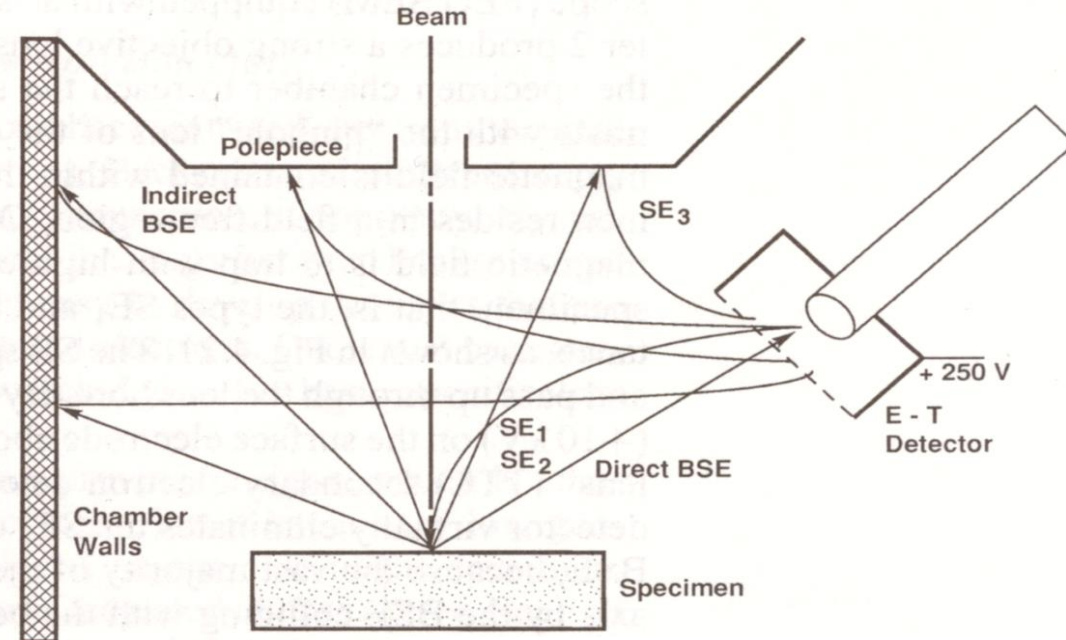 Beam
Polepiece
Indirect
BSE
SE3
+ 250 V
E - T
Detector
SE1
SE2
Direct BSE
Chamber
Walls
Specimen